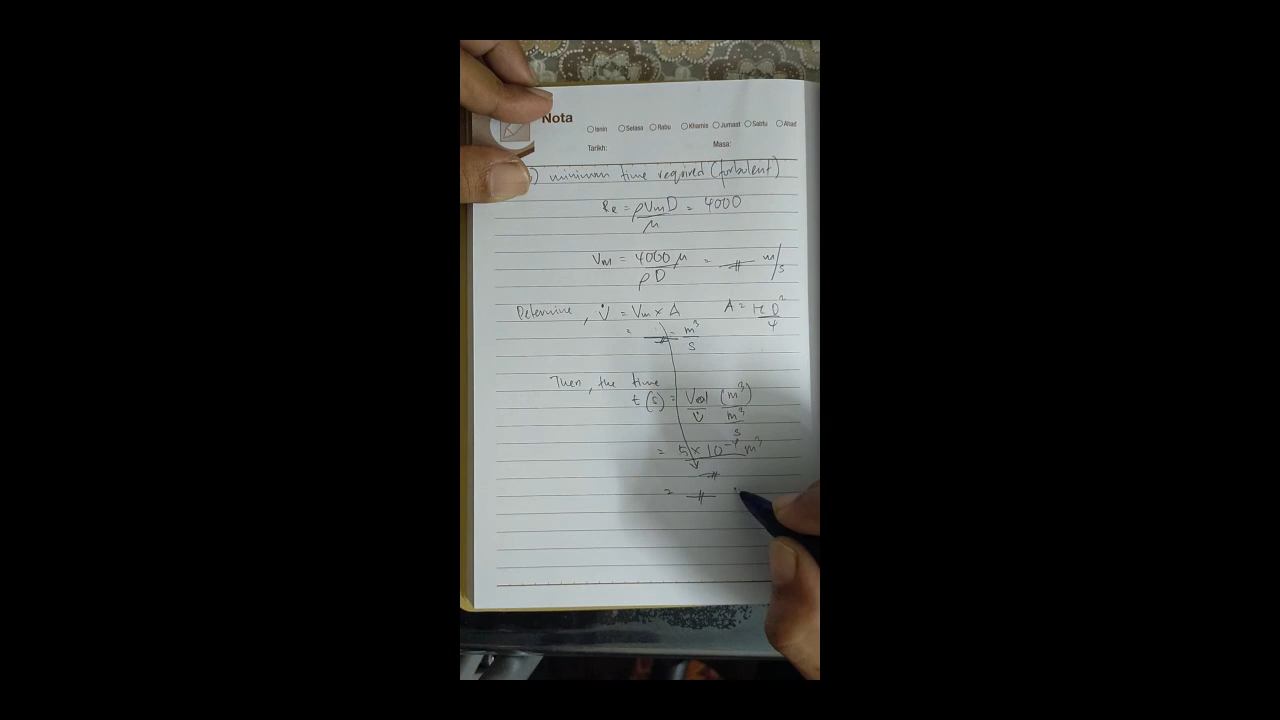 Nota
Isnin Selasa Rabu Khamis Jumaat Sabtu Ahad
Tarikh: Masa:
) minimum time required (turbulent)
Re = ρVmD/μ = 4000
Vm = 4000 μ/ρD = m/s
Determine, V̇ = Vm × A A = πD²/4
= m³/s
Then, the time
t (s) = Vol/V̇ (m³)/(m³/s)
= 5 × 10⁻⁴ m³
=